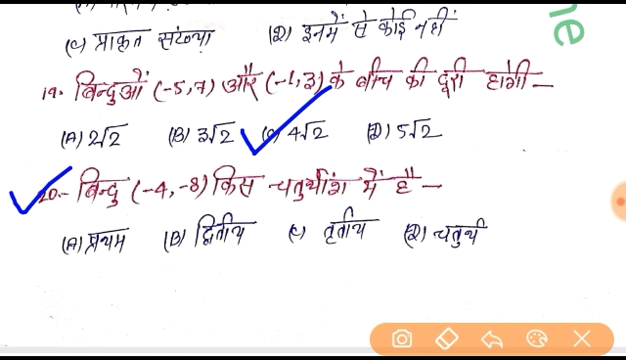 (C) प्राकृत संख्या (D) इनमें से कोई नहीं
19. बिन्दुओं (-5,7) और (-1,3) के बीच की दूरी होगी -
(A) 2√2 (B) 3√2 (C) 4√2 (D) 5√2
20.- बिन्दु (-4,-8) किस चतुर्थांश में है -
(A) प्रथम (B) द्वितीय (C) तृतीय (D) चतुर्थ